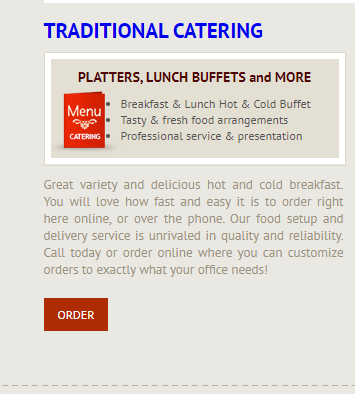 TRADITIONAL CATERING
PLATTERS, LUNCH BUFFETS and MORE
Menu
CATERING
• Breakfast & Lunch Hot & Cold Buffet
• Tasty & fresh food arrangements
• Professional service & presentation
Great variety and delicious hot and cold breakfast.
You will love how fast and easy it is to order right
here online, or over the phone. Our food setup and
delivery service is unrivaled in quality and reliability.
Call today or order online where you can customize
orders to exactly what your office needs!
ORDER